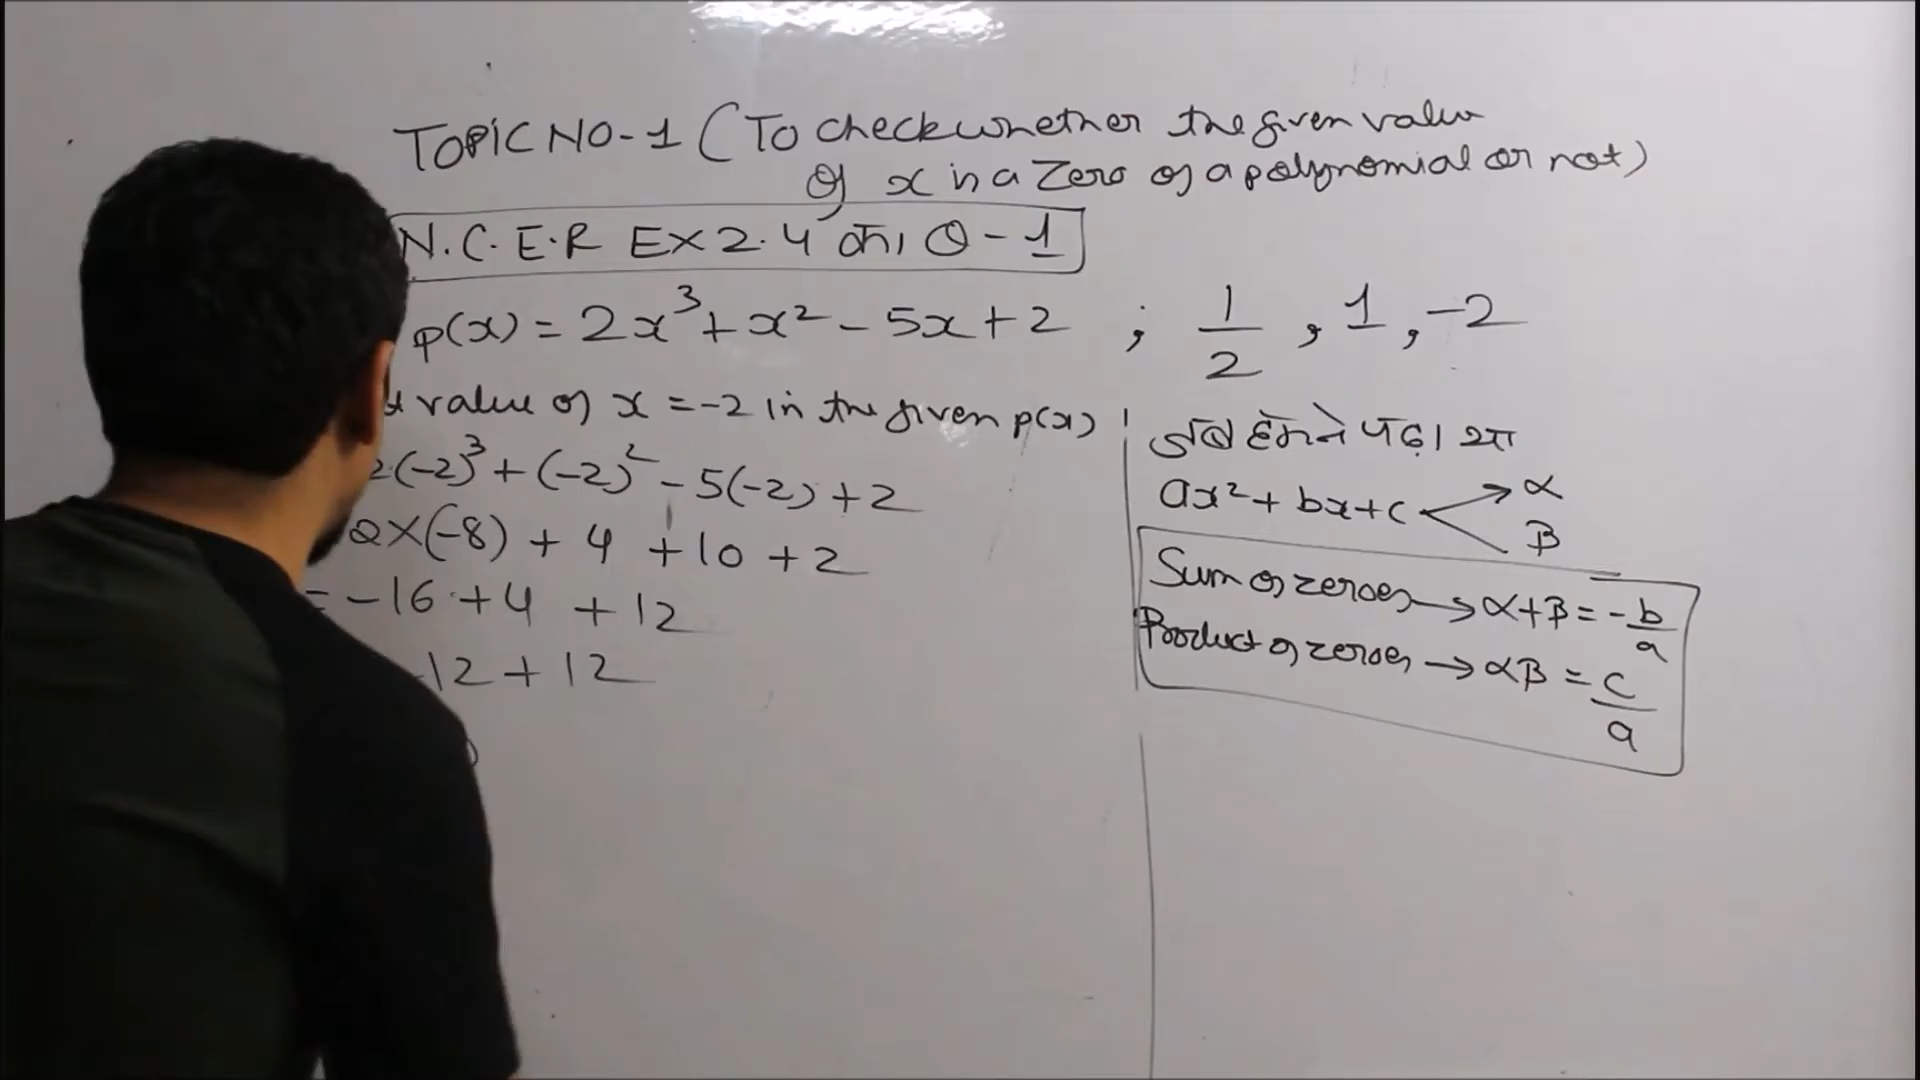 TOPIC NO-1 (To check whether the given value
of x is a zero of a polynomial or not)
N.C.E.R Ex 2.4 का Q-1
p(x) = 2x³ + x² - 5x + 2 ; 1/2 , 1 , -2
value of x = -2 in the given p(x)
2(-2)³ + (-2)² - 5(-2) + 2
2×(-8) + 4 + 10 + 2
= -16 + 4 + 12
-12 + 12
हमने पढ़ा था
ax² + bx + c
α
β
Sum of zeroes → α+β = -b/a
Product of zeroes → αβ = c/a